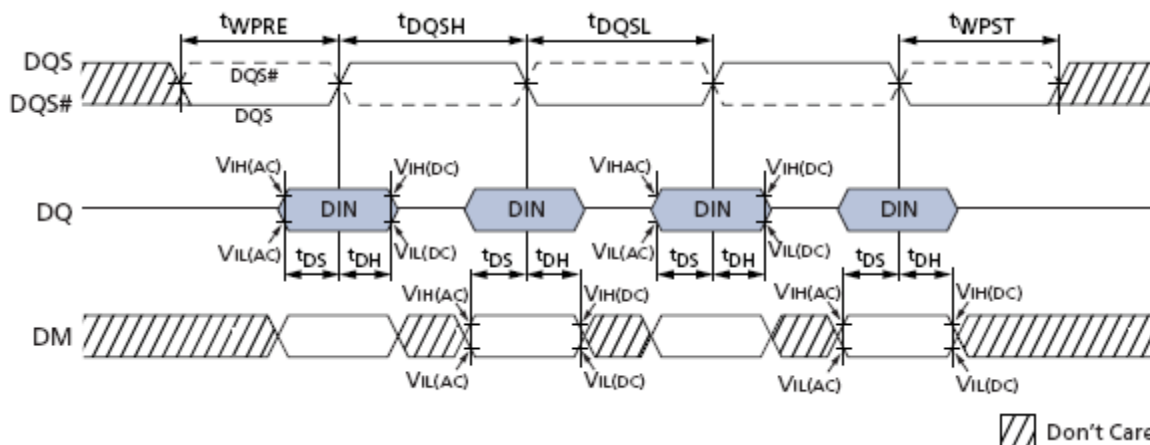 tWPRE tDQSH tDQSL tWPST
DQS
DQS#
DQS#
DQS
VIH(AC) VIH(DC) VIHAC) VIH(DC)
DQ DIN DIN DIN DIN
VIL(AC) VIL(DC) VIL(AC) VIL(DC)
tDS tDH tDS tDH tDS tDH tDS tDH
VIH(AC) VIH(DC) VIH(AC) VIH(DC)
DM
VIL(AC) VIL(DC) VIL(AC) VIL(DC)
Don't Care